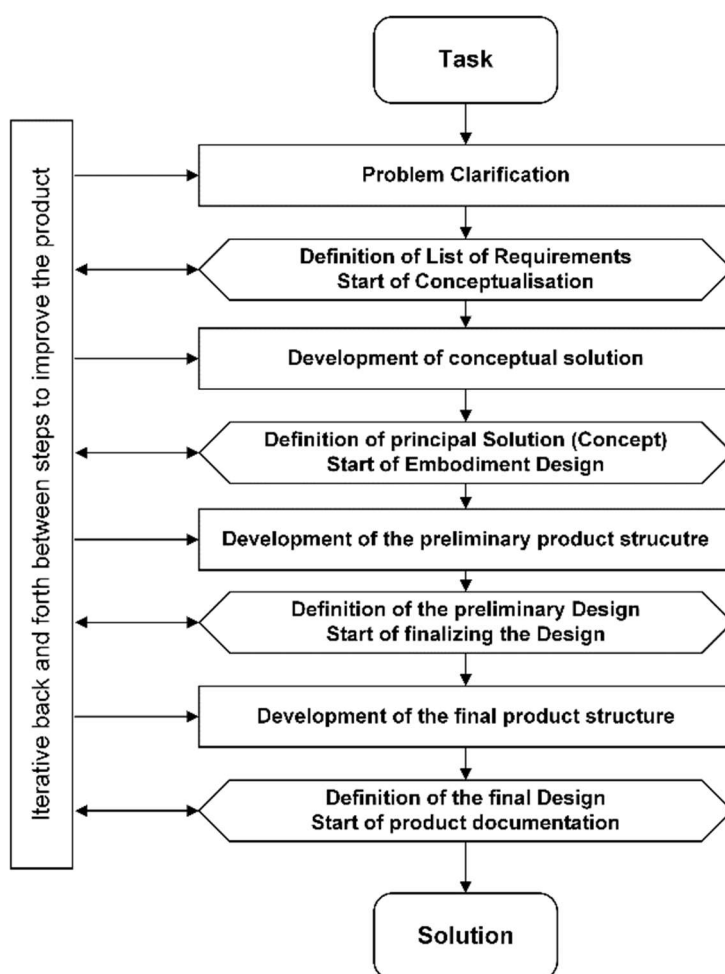 Task
Iterative back and forth between steps to improve the product
Problem Clarification
Definition of List of Requirements
Start of Conceptualisation
Development of conceptual solution
Definition of principal Solution (Concept)
Start of Embodiment Design
Development of the preliminary product strucutre
Definition of the preliminary Design
Start of finalizing the Design
Development of the final product structure
Definition of the final Design
Start of product documentation
Solution